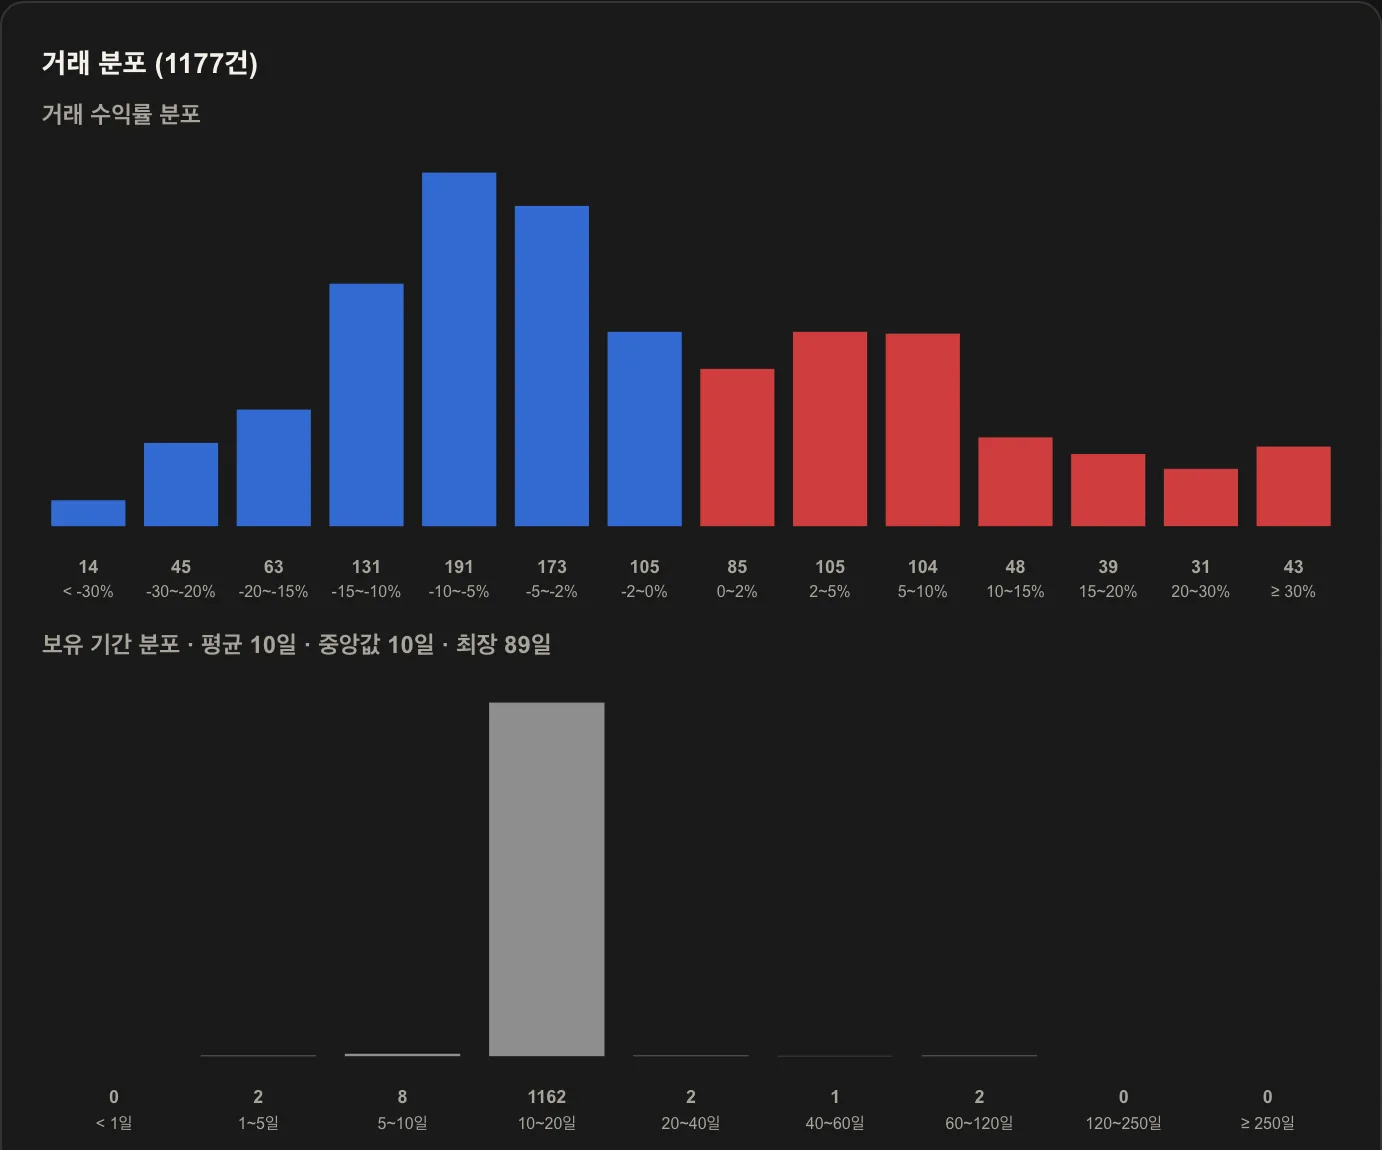 거래 분포 (1177건)
거래 수익률 분포
14 45 63 131 191 173 105 85 105 104 48 39 31 43
< -30% -30~-20% -20~-15% -15~-10% -10~-5% -5~-2% -2~0% 0~2% 2~5% 5~10% 10~15% 15~20% 20~30% ≥ 30%
보유 기간 분포 · 평균 10일 · 중앙값 10일 · 최장 89일
0 2 8 1162 2 1 2 0 0
< 1일 1~5일 5~10일 10~20일 20~40일 40~60일 60~120일 120~250일 ≥ 250일